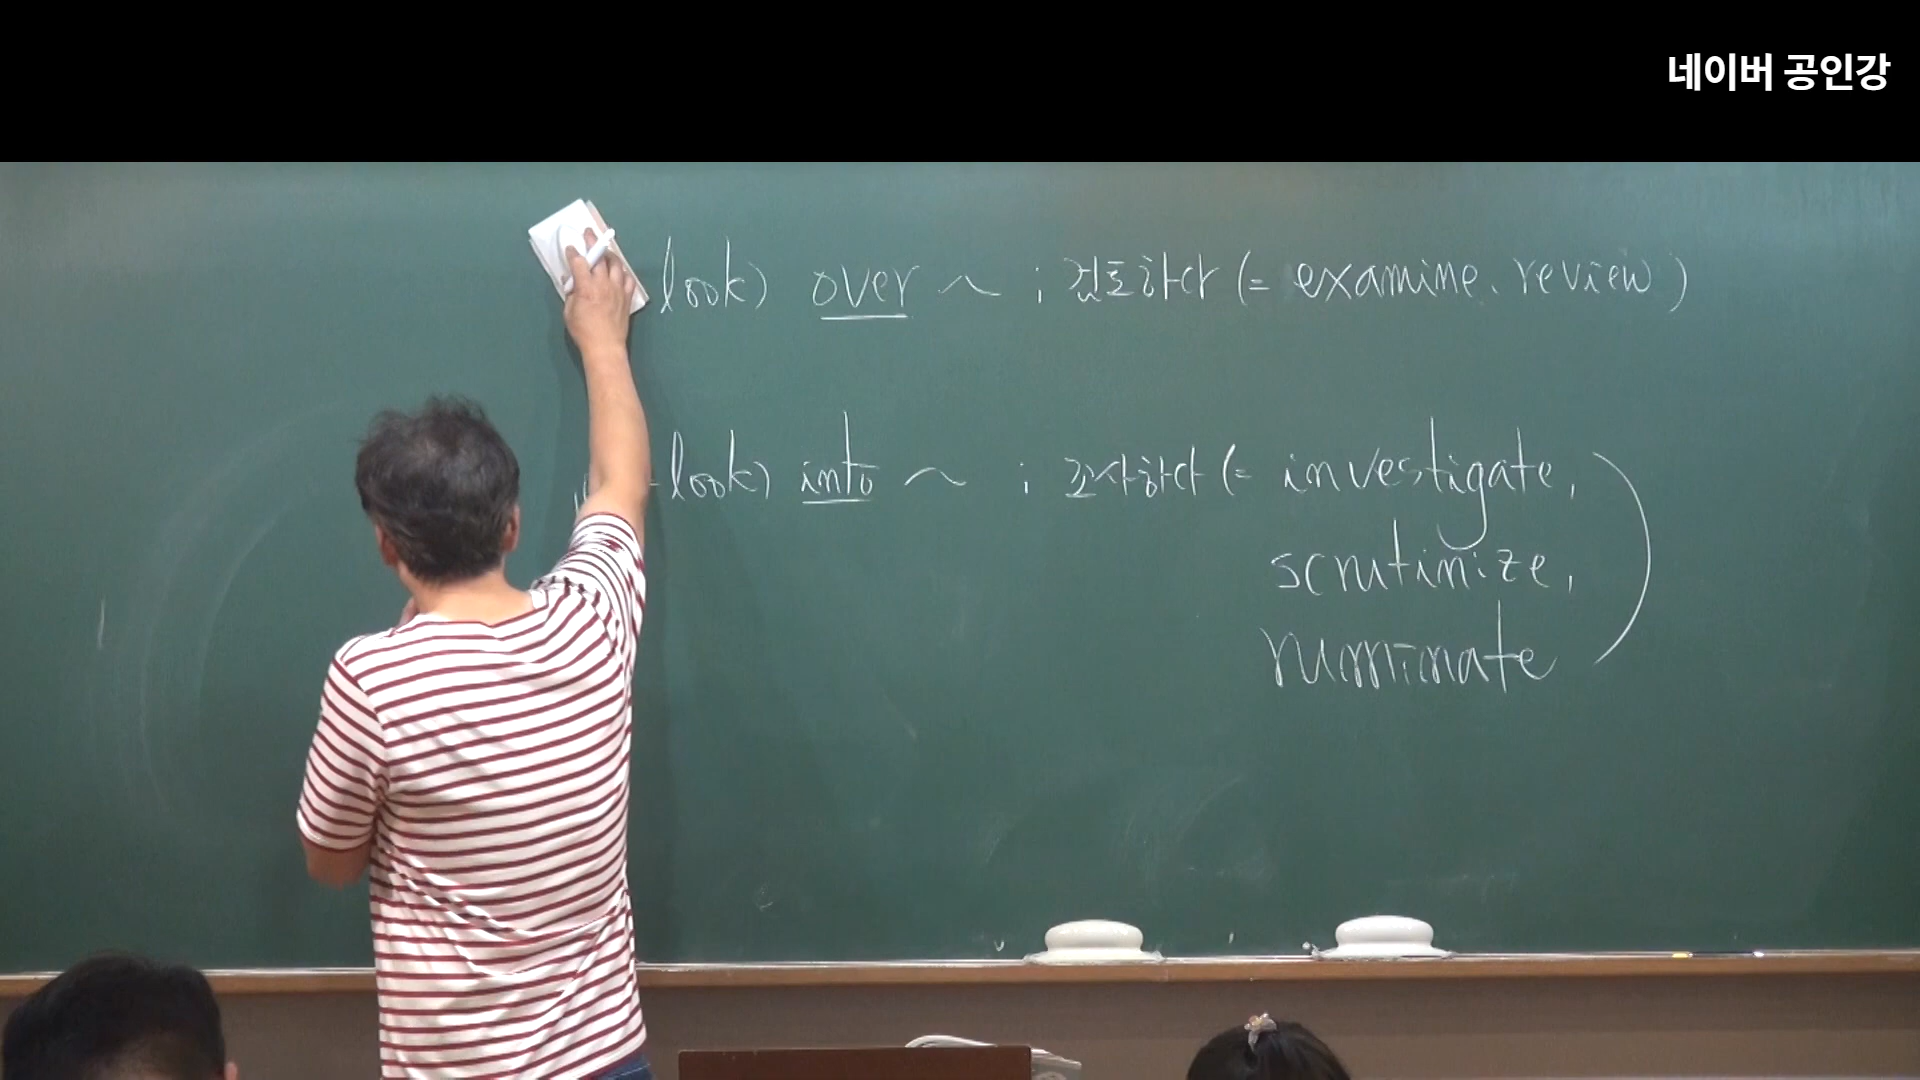 네이버 공인강
look) over ~ ; 검토하다 (= examine, review)
look) into ~ ; 조사하다 (= investigate,
scrutinize,
ruminate